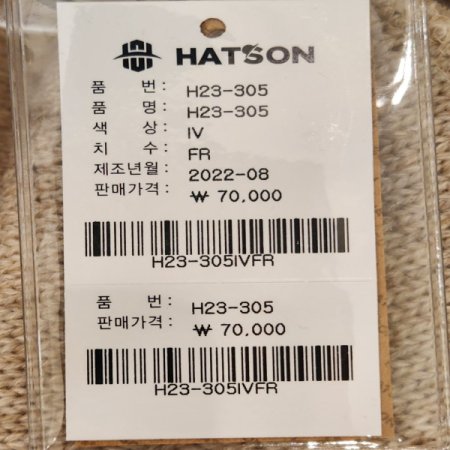 HATSON
품 번 : H23-305
품 명 : H23-305
색 상 : IV
치 수 : FR
제조년월 : 2022-08
판매가격 : ₩ 70,000
H23-305IVFR
품 번 : H23-305
판매가격 : ₩ 70,000
H23-305IVFR